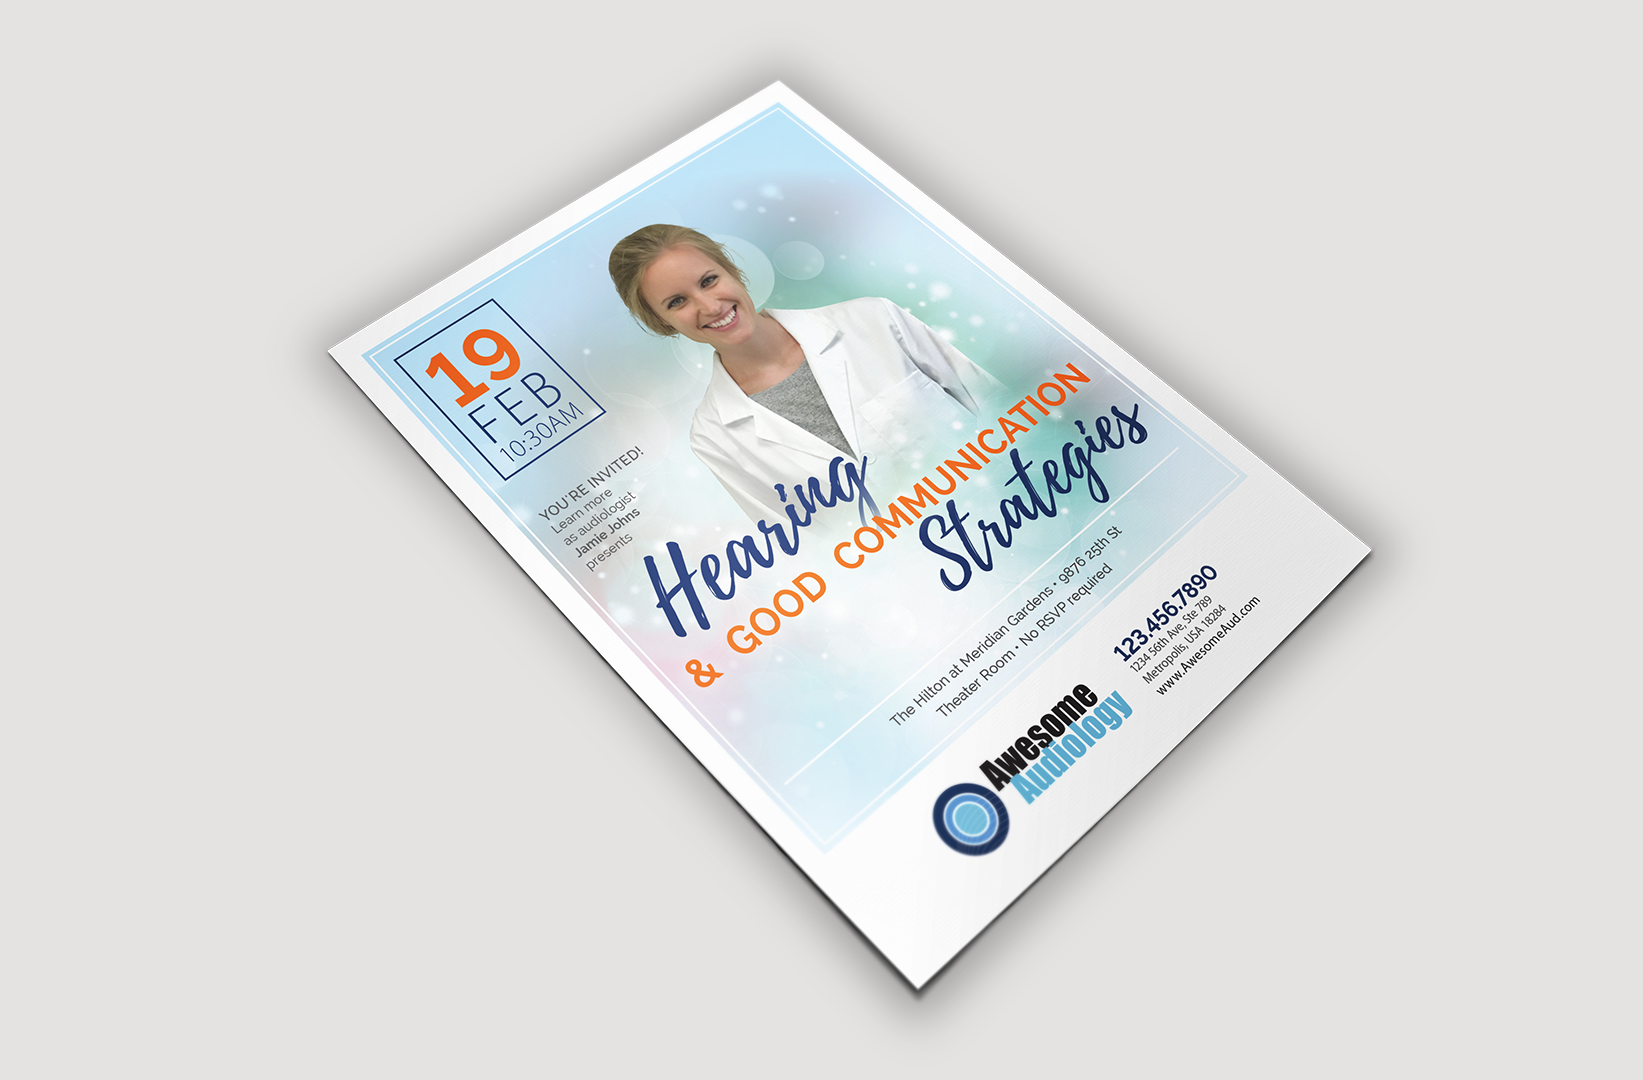 19
FEB
10:30AM
YOU'RE INVITED!
Learn more
as audiologist
Jamie Johns
presents
Hearing
& GOOD COMMUNICATION
Strategies
The Hilton at Meridian Gardens • 9876 25th St
Theater Room • No RSVP required
Awesome
Audiology
123.456.7890
1234 56th Ave, Ste 789
Metropolis, USA 18284
www.AwesomeAud.com